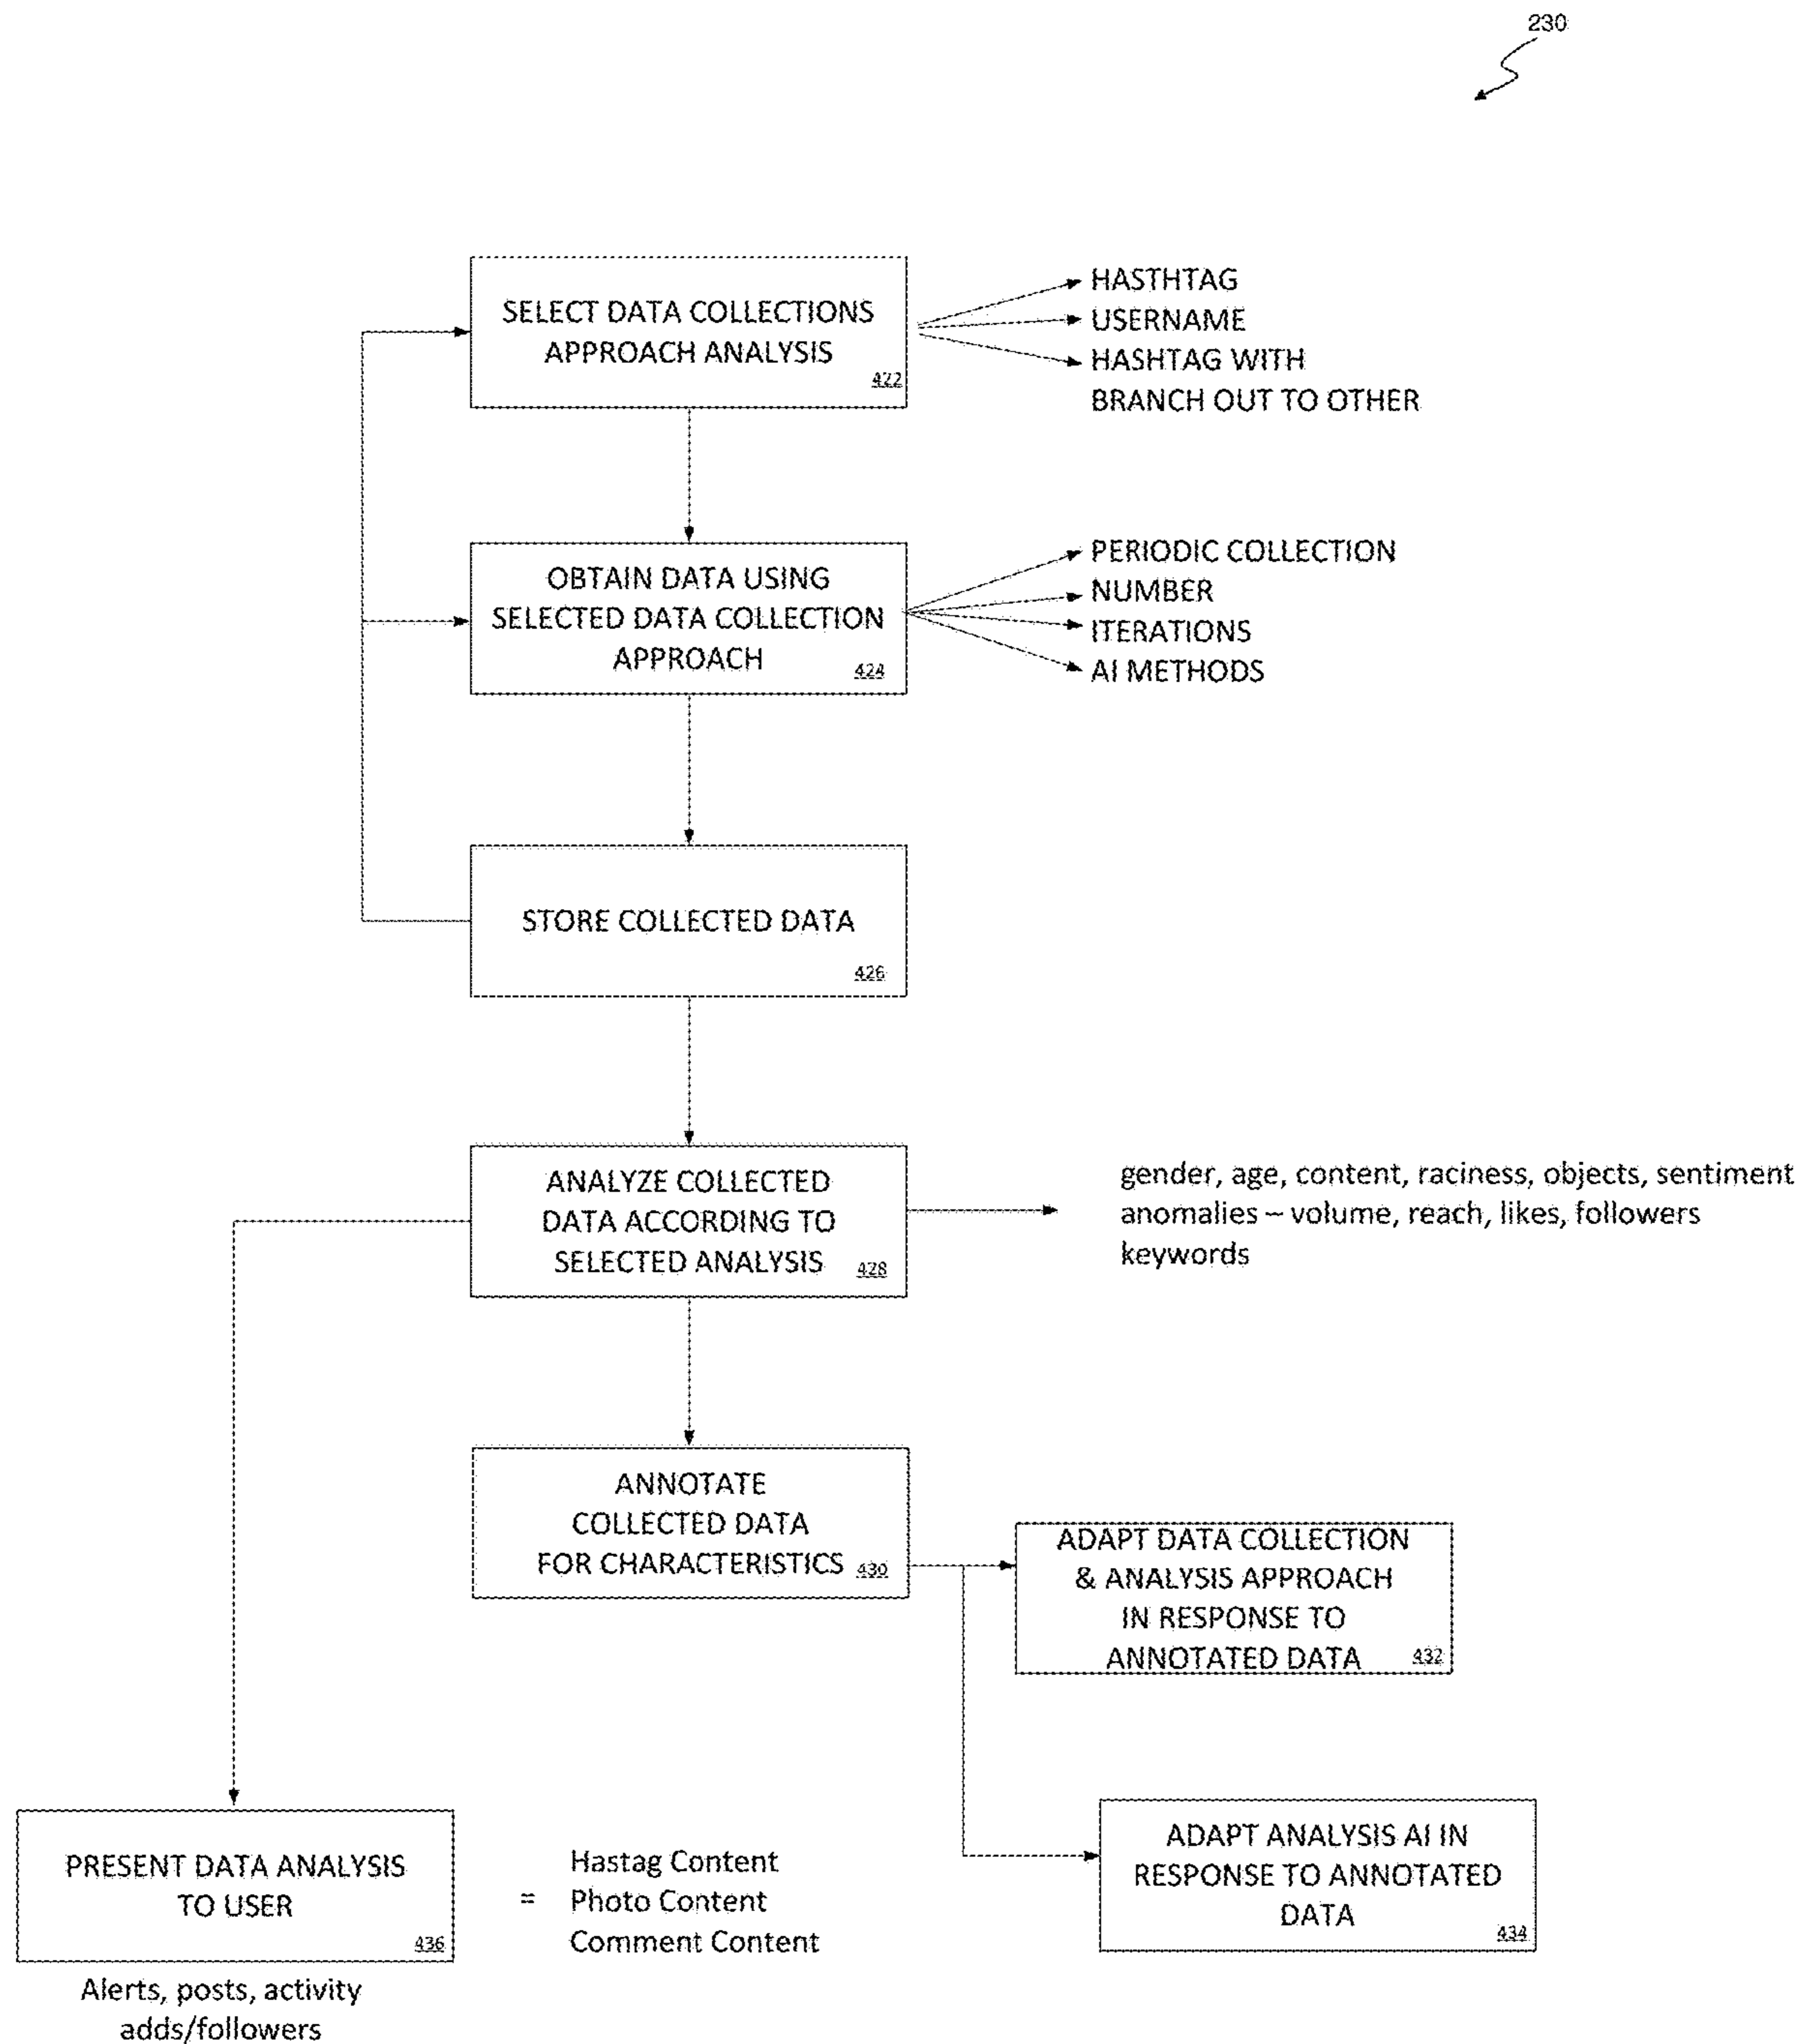 230
SELECT DATA COLLECTIONS
APPROACH ANALYSIS
422
HASTHTAG
USERNAME
HASHTAG WITH
BRANCH OUT TO OTHER
OBTAIN DATA USING
SELECTED DATA COLLECTION
APPROACH
424
PERIODIC COLLECTION
NUMBER
ITERATIONS
AI METHODS
STORE COLLECTED DATA
426
ANALYZE COLLECTED
DATA ACCORDING TO
SELECTED ANALYSIS
428
gender, age, content, raciness, objects, sentiment
anomalies – volume, reach, likes, followers
keywords
ANNOTATE
COLLECTED DATA
FOR CHARACTERISTICS
430
ADAPT DATA COLLECTION
& ANALYSIS APPROACH
IN RESPONSE TO
ANNOTATED DATA
432
ADAPT ANALYSIS AI IN
RESPONSE TO ANNOTATED
DATA
434
PRESENT DATA ANALYSIS
TO USER
436
Hastag Content
= Photo Content
Comment Content
Alerts, posts, activity
adds/followers